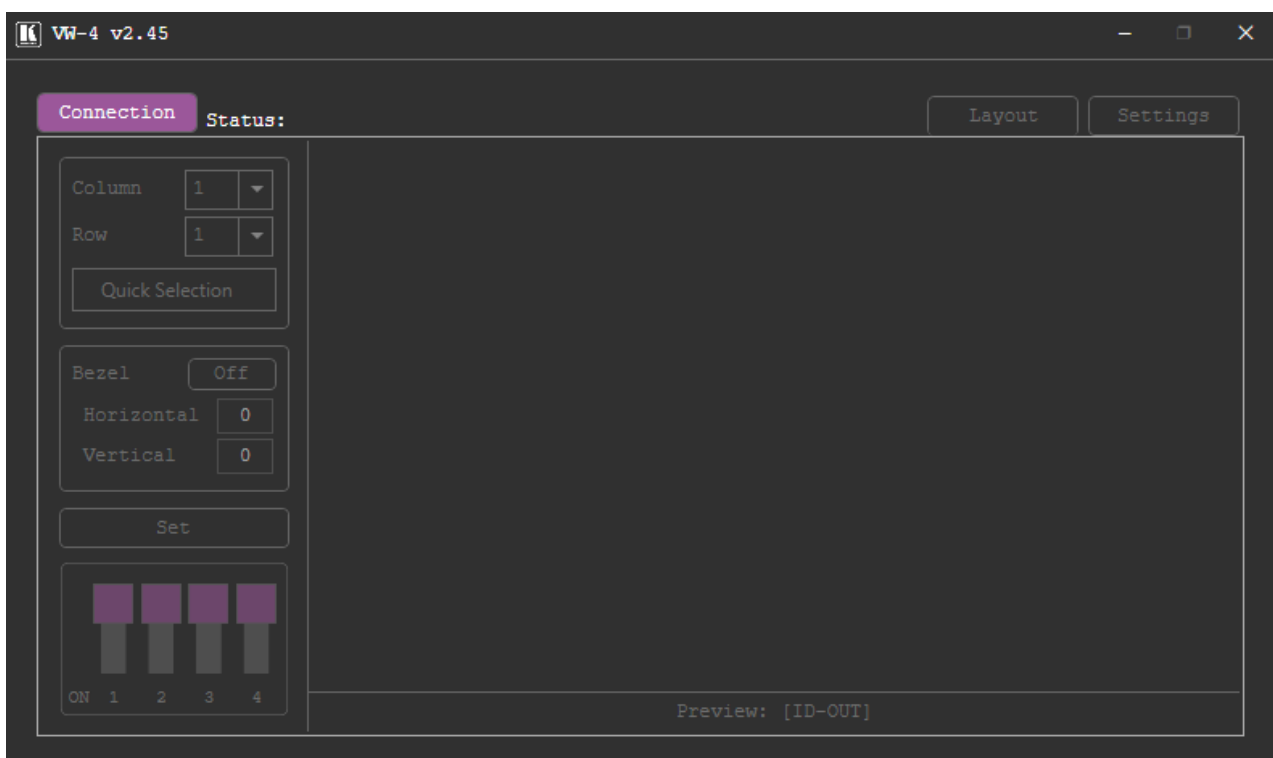 VW-4 v2.45
Connection Status: Layout Settings
Column 1
Row 1
Quick Selection
Bezel Off
Horizontal 0
Vertical 0
Set
ON 1 2 3 4
Preview: [ID-OUT]